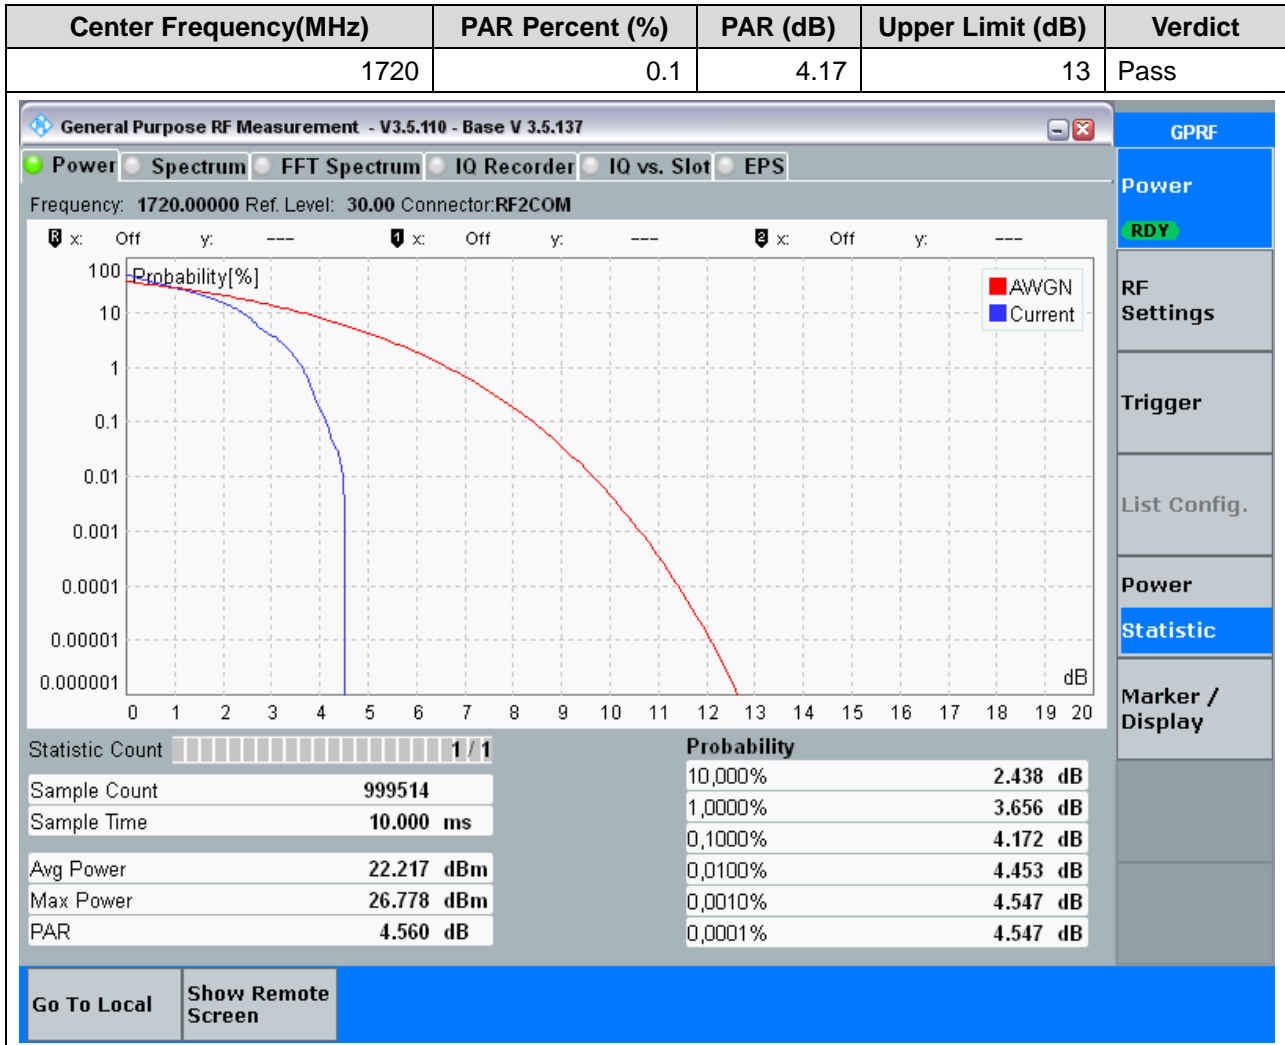 Center Frequency(MHz) PAR Percent (%) PAR (dB) Upper Limit (dB) Verdict
1720 0.1 4.17 13 Pass
General Purpose RF Measurement - V3.5.110 - Base V 3.5.137
GPRF
Power Spectrum FFT Spectrum IQ Recorder IQ vs. Slot EPS
Power
RDY
Frequency: 1720.00000 Ref. Level: 30.00 Connector:RF2COM
R x: Off y: --- 1 x: Off y: --- 2 x: Off y: ---
Probability[%]
AWGN
Current
100
10
1
0.1
0.01
0.001
0.0001
0.00001
0.000001
dB
0 1 2 3 4 5 6 7 8 9 10 11 12 13 14 15 16 17 18 19 20
RF
Settings
Trigger
List Config.
Power
Statistic
Marker /
Display
Statistic Count 1 / 1
Sample Count 999514
Sample Time 10.000 ms
Avg Power 22.217 dBm
Max Power 26.778 dBm
PAR 4.560 dB
Probability
10,000% 2.438 dB
1,0000% 3.656 dB
0,1000% 4.172 dB
0,0100% 4.453 dB
0,0010% 4.547 dB
0,0001% 4.547 dB
Go To Local
Show Remote
Screen